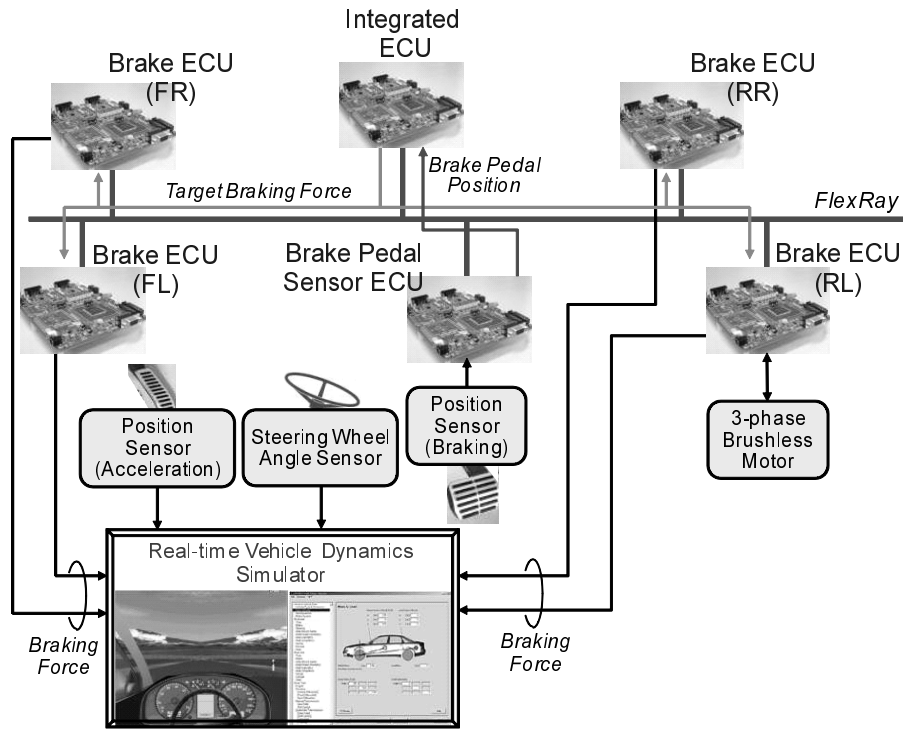 Integrated
ECU
Brake ECU
(FR)
Brake ECU
(RR)
Brake Pedal
Position
Target Braking Force
FlexRay
Brake ECU
(FL)
Brake Pedal
Sensor ECU
Brake ECU
(RL)
Position
Sensor
(Acceleration)
Steering Wheel
Angle Sensor
Position
Sensor
(Braking)
3-phase
Brushless
Motor
Real-time Vehicle Dynamics
Simulator
Braking
Force
Braking
Force